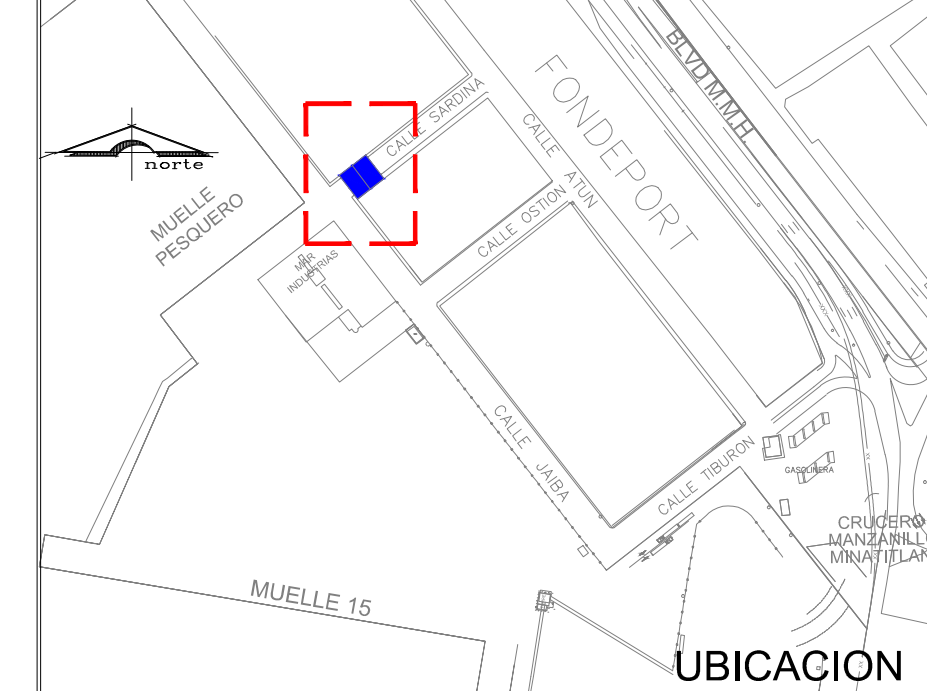 BLVD M.M.H
FONDEPORT
CALLE SARDINA
CALLE ATUN
norte
MUELLE
PESQUERO
CALLE OSTION
MAR
INDUSTRIAS
CALLE JAIBA
CALLE TIBURON
GASOLINERA
CRUCERO
MANZANILLO
MINATITLAN
MUELLE 15
UBICACION